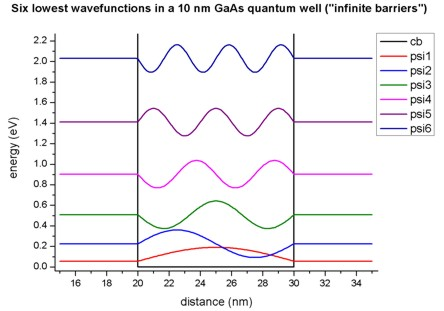 Six lowest wavefunctions in a 10 nm GaAs quantum well ("infinite barriers")
energy (eV)
2.2
2.0
1.8
1.6
1.4
1.2
1.0
0.8
0.6
0.4
0.2
0.0
cb
psi1
psi2
psi3
psi4
psi5
psi6
16 18 20 22 24 26 28 30 32 34
distance (nm)